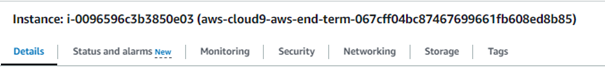 Instance: i-0096596c3b3850e03 (aws-cloud9-aws-end-term-067cff04bc87467699661fb608ed8b85)
Details Status and alarms New Monitoring Security Networking Storage Tags